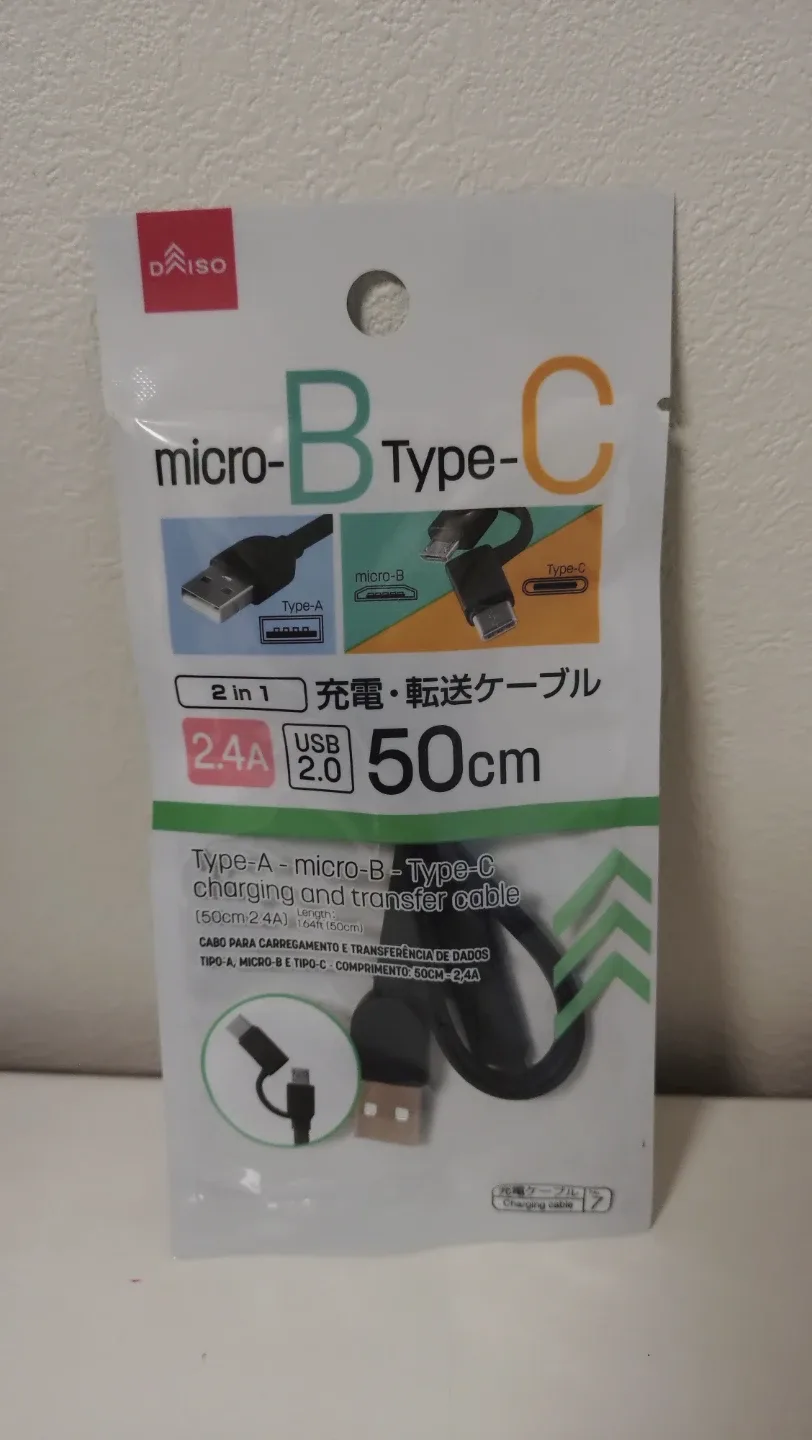 DAISO
micro-B Type-C
Type-A
micro-B
Type-C
2 in 1 充電・転送ケーブル
2.4A USB 2.0 50cm
Type-A - micro-B - Type-C
charging and transfer cable
(50cm 2.4A) Length: 1.64ft (50cm)
CABO PARA CARREGAMENTO E TRANSFERÊNCIA DE DADOS
TIPO-A, MICRO-B E TIPO-C - COMPRIMENTO: 50CM - 2,4A
充電ケーブル
Charging cable
7